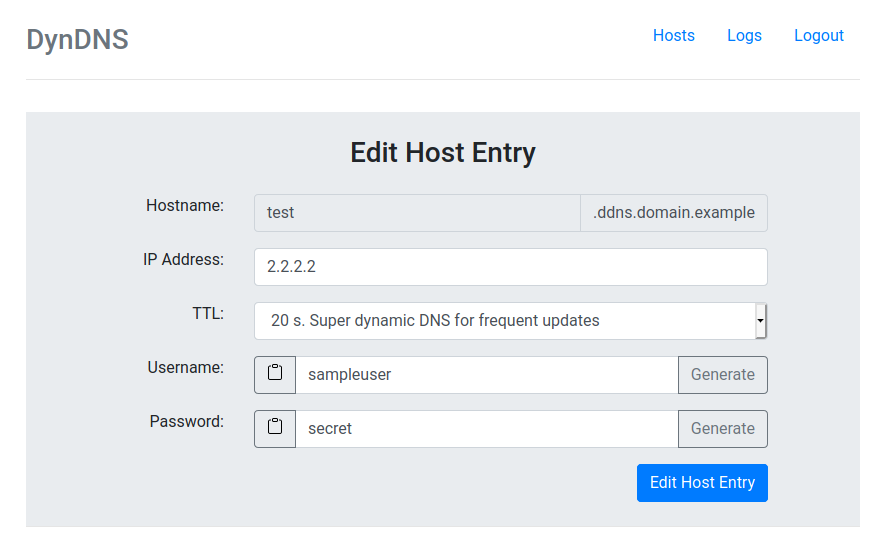 DynDNS
Hosts Logs Logout
Edit Host Entry
Hostname: test .ddns.domain.example
IP Address: 2.2.2.2
TTL: 20 s. Super dynamic DNS for frequent updates
Username: sampleuser Generate
Password: secret Generate
Edit Host Entry